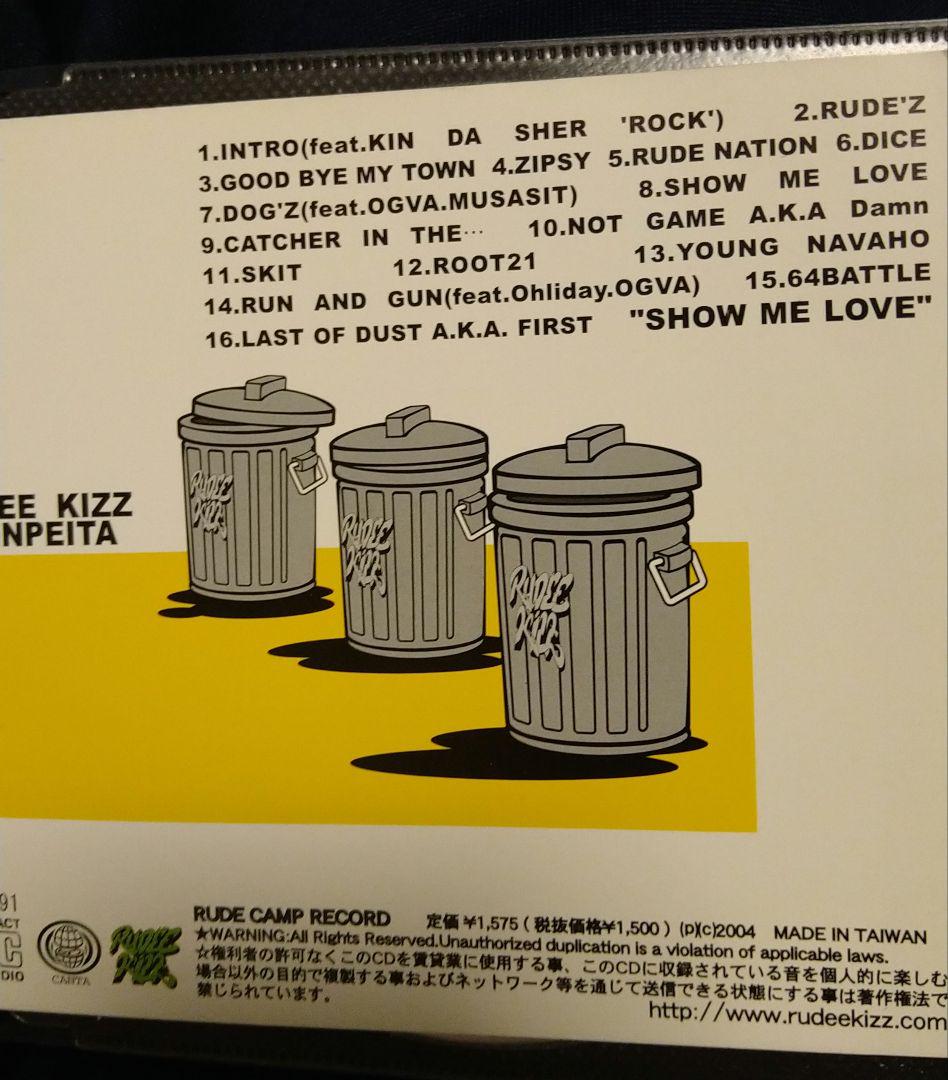 1.INTRO(feat.KIN DA SHER 'ROCK') 2.RUDE'Z
3.GOOD BYE MY TOWN 4.ZIPSY 5.RUDE NATION 6.DICE
7.DOG'Z(feat.OGVA.MUSASIT) 8.SHOW ME LOVE
9.CATCHER IN THE… 10.NOT GAME A.K.A Damn
11.SKIT 12.ROOT21 13.YOUNG NAVAHO
14.RUN AND GUN(feat.Ohliday.OGVA) 15.64BATTLE
16.LAST OF DUST A.K.A. FIRST "SHOW ME LOVE"
RUDEE
KIZZ
RUDEE
KIZZ
RUDEE
KIZZ
EE KIZZ
NPEITA
91
ACT
DIO
CANTA
RUDEE
KIZZ
RUDE CAMP RECORD 定価¥1,575(税抜価格¥1,500)(p)(c)2004 MADE IN TAIWAN
★WARNING:All Rights Reserved.Unauthorized duplication is a violation of applicable laws.
☆権利者の許可なくこのCDを賃貸業に使用する事、このCDに収録されている音を個人的に楽しむ
場合以外の目的で複製する事およびネットワーク等を通じて送信できる状態にする事は著作権法で
禁じられています。
http://www.rudeekizz.com